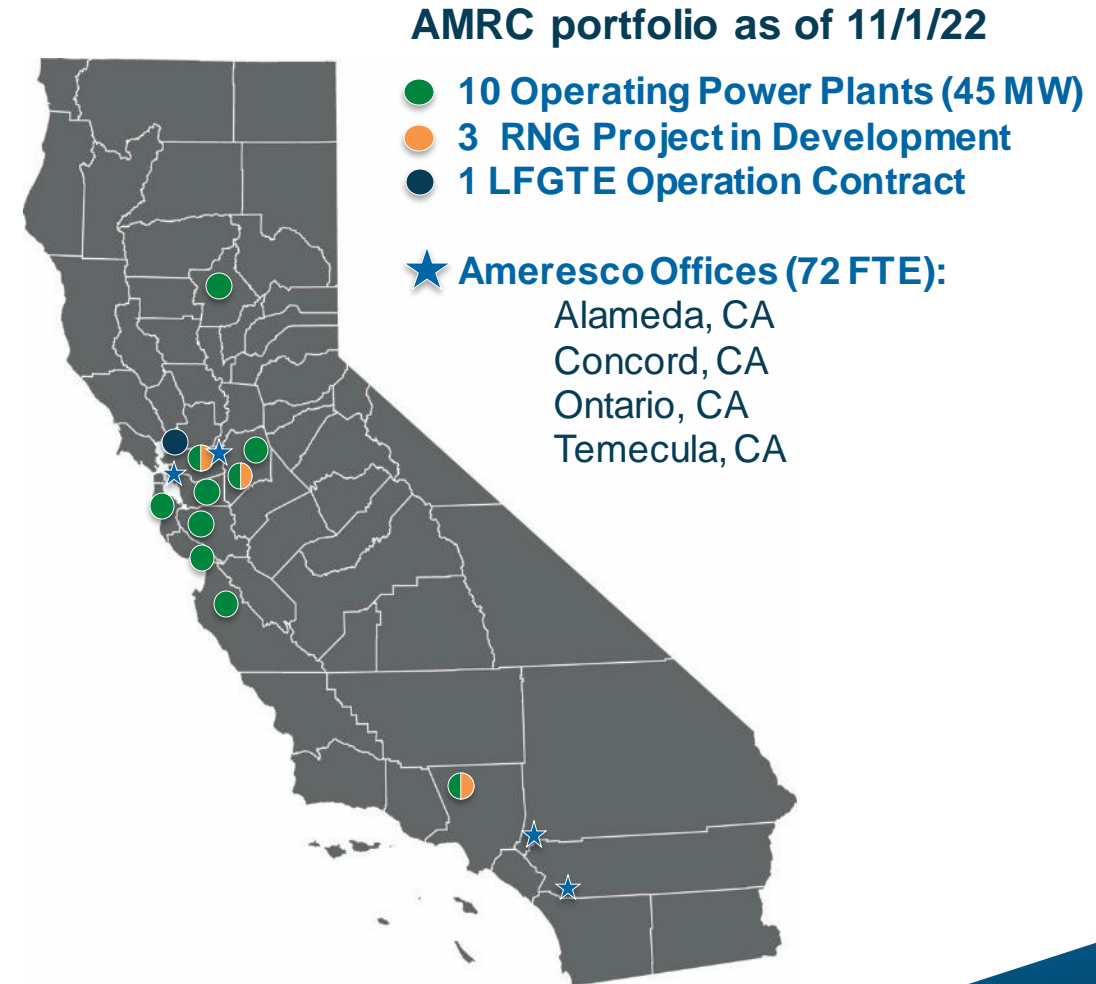 AMRC portfolio as of 11/1/22
10 Operating Power Plants (45 MW)
3 RNG Project in Development
1 LFGTE Operation Contract
Ameresco Offices (72 FTE):
Alameda, CA
Concord, CA
Ontario, CA
Temecula, CA